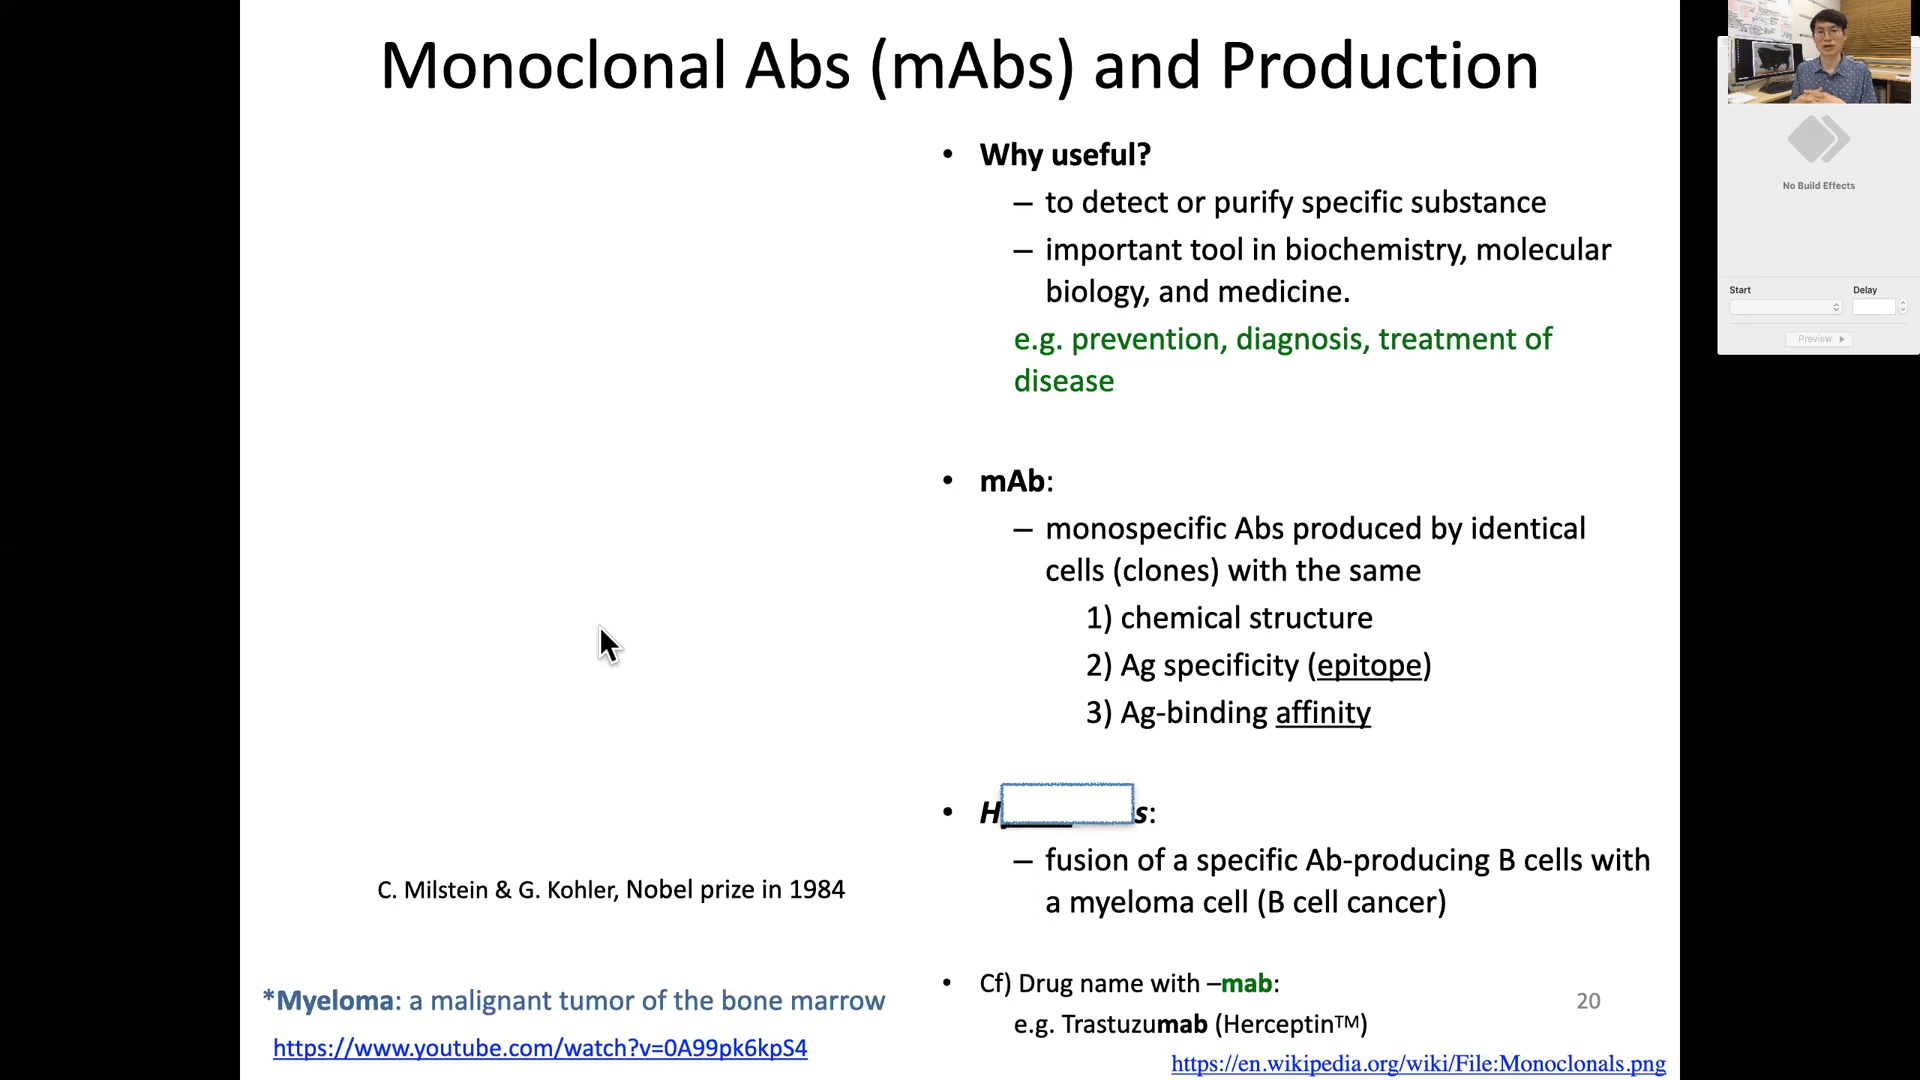 Monoclonal Abs (mAbs) and Production
• Why useful?
– to detect or purify specific substance
– important tool in biochemistry, molecular
biology, and medicine.
e.g. prevention, diagnosis, treatment of
disease
• mAb:
– monospecific Abs produced by identical
cells (clones) with the same
1) chemical structure
2) Ag specificity (epitope)
3) Ag-binding affinity
• H s:
– fusion of a specific Ab-producing B cells with
a myeloma cell (B cell cancer)
• Cf) Drug name with –mab:
e.g. Trastuzumab (Herceptin™)
C. Milstein & G. Kohler, Nobel prize in 1984
*Myeloma: a malignant tumor of the bone marrow
https://www.youtube.com/watch?v=0A99pk6kpS4
20
https://en.wikipedia.org/wiki/File:Monoclonals.png
No Build Effects
Start Delay
Preview